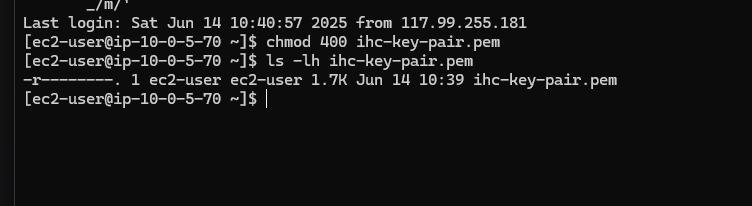 _/m/'
Last login: Sat Jun 14 10:40:57 2025 from 117.99.255.181
[ec2-user@ip-10-0-5-70 ~]$ chmod 400 ihc-key-pair.pem
[ec2-user@ip-10-0-5-70 ~]$ ls -lh ihc-key-pair.pem
-r--------. 1 ec2-user ec2-user 1.7K Jun 14 10:39 ihc-key-pair.pem
[ec2-user@ip-10-0-5-70 ~]$